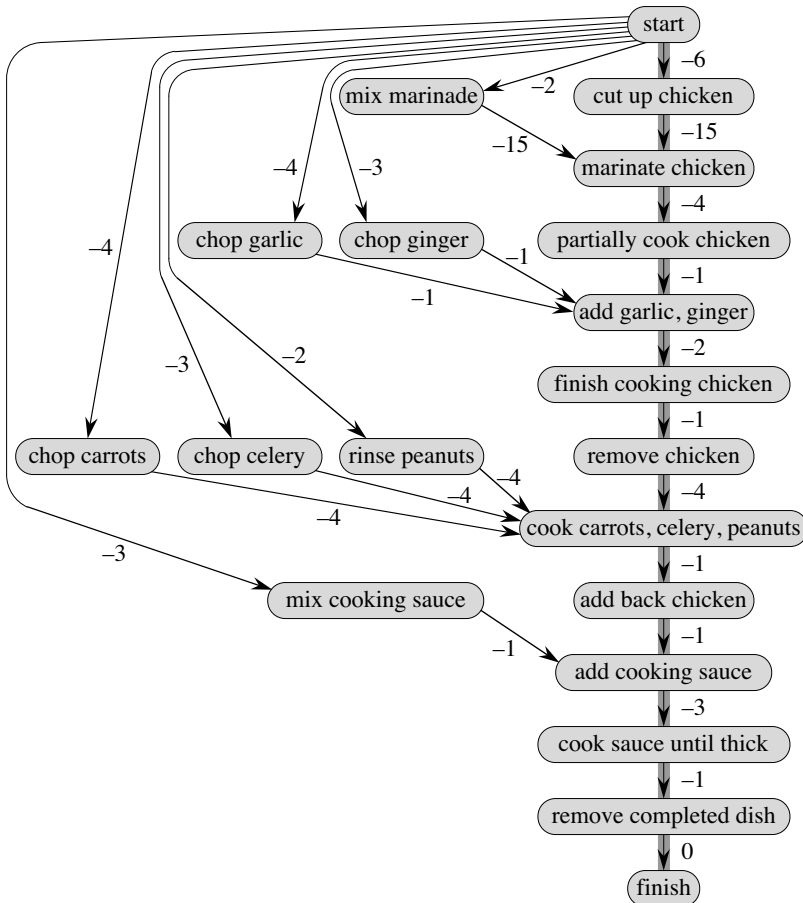 start
–6
–2
mix marinade
cut up chicken
–15
–15
–4
–3
marinate chicken
–4
–4
chop garlic
chop ginger
partially cook chicken
–1
–1
–1
add garlic, ginger
–2
–2
–3
finish cooking chicken
–1
chop carrots
chop celery
rinse peanuts
remove chicken
–4
–4
–4
–4
cook carrots, celery, peanuts
–3
–1
mix cooking sauce
add back chicken
–1
–1
add cooking sauce
–3
cook sauce until thick
–1
remove completed dish
0
finish